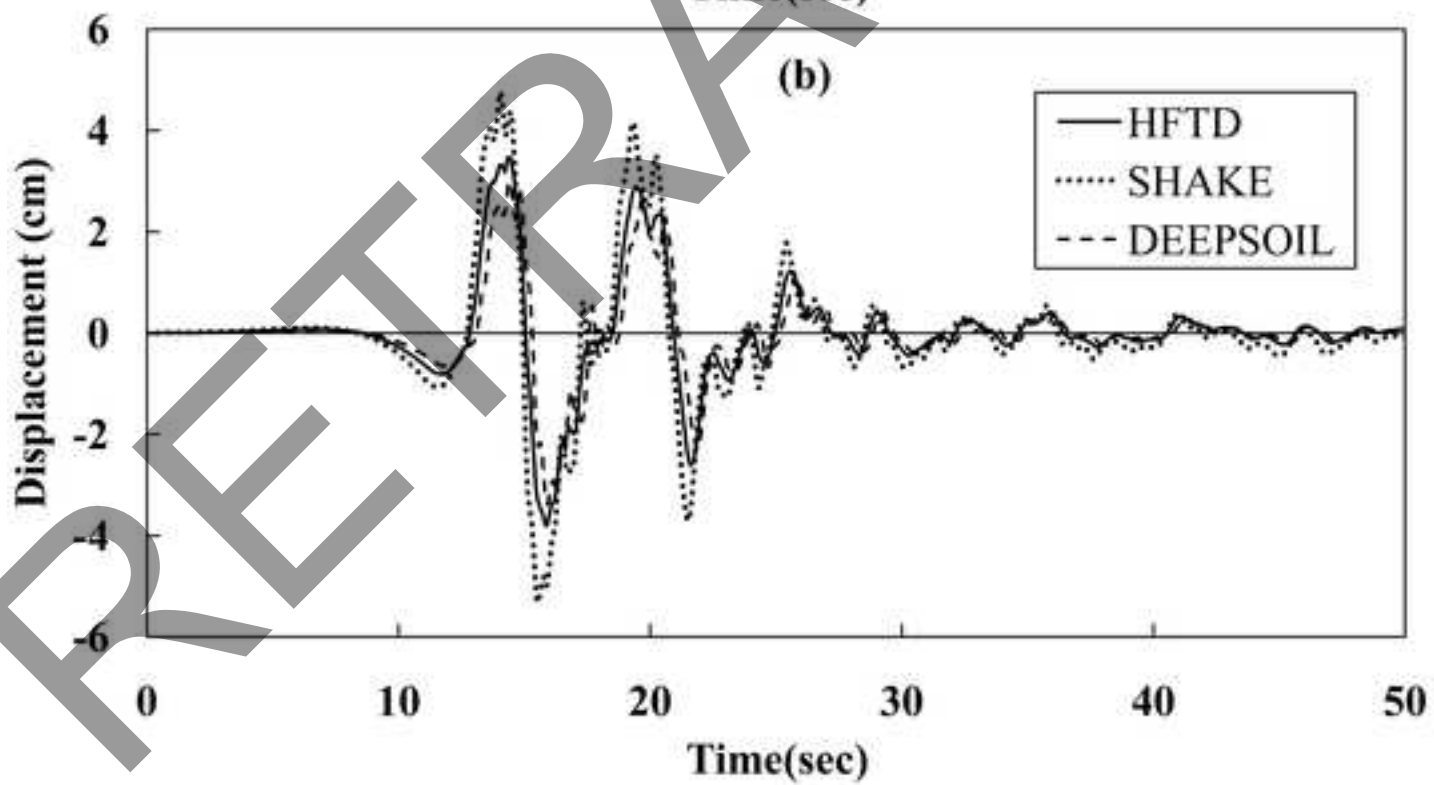 6
(b)
HFTD
4
SHAKE
2
DEEPSOIL
0
-2
-4
-6
Displacement (cm)
0 10 20 30 40 50
Time(sec)
RETRA